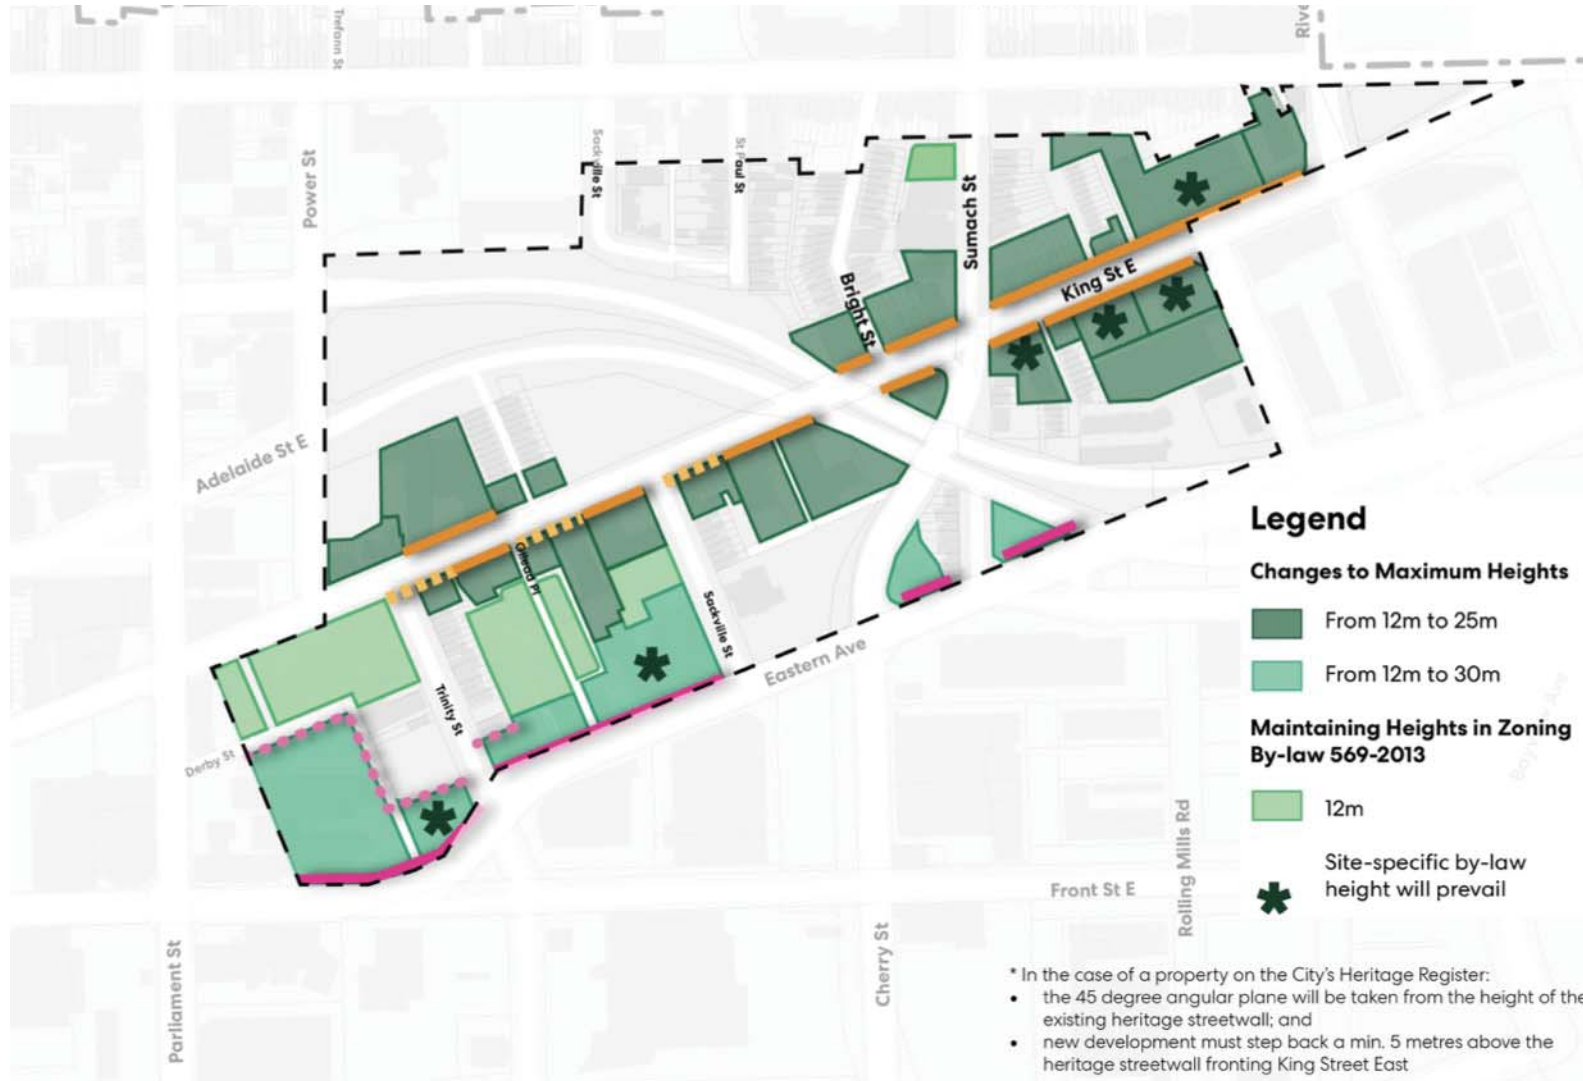 Trefann St
Rive
Power St
Sackville St
St Paul St
Sumach St
Bright St
King St E
Adelaide St E
Gilead Pl
Sackville St
Trinity St
Eastern Ave
Derby St
Parliament St
Cherry St
Front St E
Rolling Mills Rd
Legend
Changes to Maximum Heights
From 12m to 25m
From 12m to 30m
Maintaining Heights in Zoning
By-law 569-2013
12m
Site-specific by-law
height will prevail
* In the case of a property on the City's Heritage Register:
• the 45 degree angular plane will be taken from the height of the
existing heritage streetwall; and
• new development must step back a min. 5 metres above the
heritage streetwall fronting King Street East